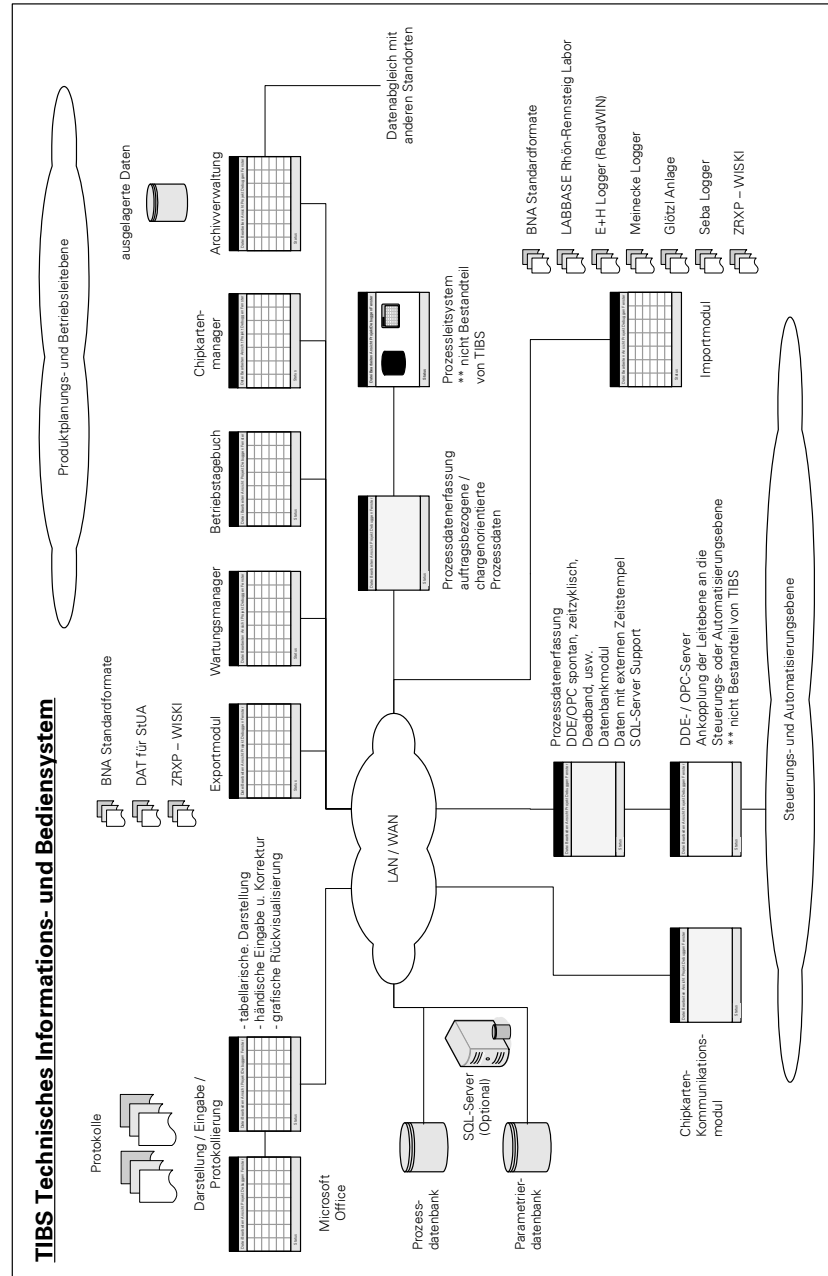 TIBS Technisches Informations- und Bediensystem
Produktplanungs- und Betriebsleitebene
Protokolle
Darstellung / Eingabe /
Protokollierung
- tabellarische. Darstellung
- händische Eingabe u. Korrektur
- grafische Rückvisualisierung
Microsoft
Office
BNA Standardformate
DAT für StUA
ZRXP – WISKI
Exportmodul
Wartungsmanager
Betriebstagebuch
Chipkarten-
manager
Archivverwaltung
ausgelagerte Daten
Datenabgleich mit
anderen Standorten
LAN / WAN
Prozessdatenerfassung
auftragsbezogene /
chargenorientierte
Prozessdaten
Prozessleitsystem
** nicht Bestandteil
von TIBS
Prozess-
datenbank
SQL-Server
(Optional)
Parametrier-
datenbank
Prozessdatenerfassung
DDE/OPC spontan, zeitzyklisch,
Deadband, usw.
Datenbankmodul
Daten mit externen Zeitstempel
SQL-Server Support
DDE- / OPC-Server
Ankopplung der Leitebene an die
Steuerungs- oder Automatisierungsebene
** nicht Bestandteil von TIBS
Importmodul
BNA Standardformate
LABBASE Rhön-Rennsteig Labor
E+H Logger (ReadWIN)
Meinecke Logger
Glötzl Anlage
Seba Logger
ZRXP – WISKI
Chipkarten-
Kommunikations-
modul
Steuerungs- und Automatisierungsebene